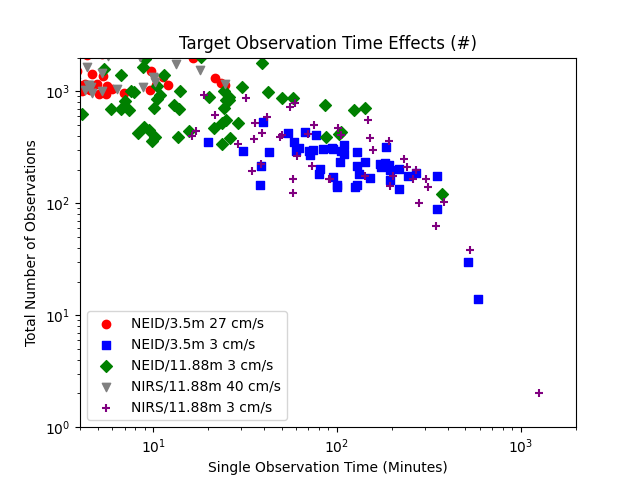 Target Observation Time Effects (#)
Total Number of Observations
10³
10²
10¹
10⁰
NEID/3.5m 27 cm/s
NEID/3.5m 3 cm/s
NEID/11.88m 3 cm/s
NIRS/11.88m 40 cm/s
NIRS/11.88m 3 cm/s
10¹ 10² 10³
Single Observation Time (Minutes)